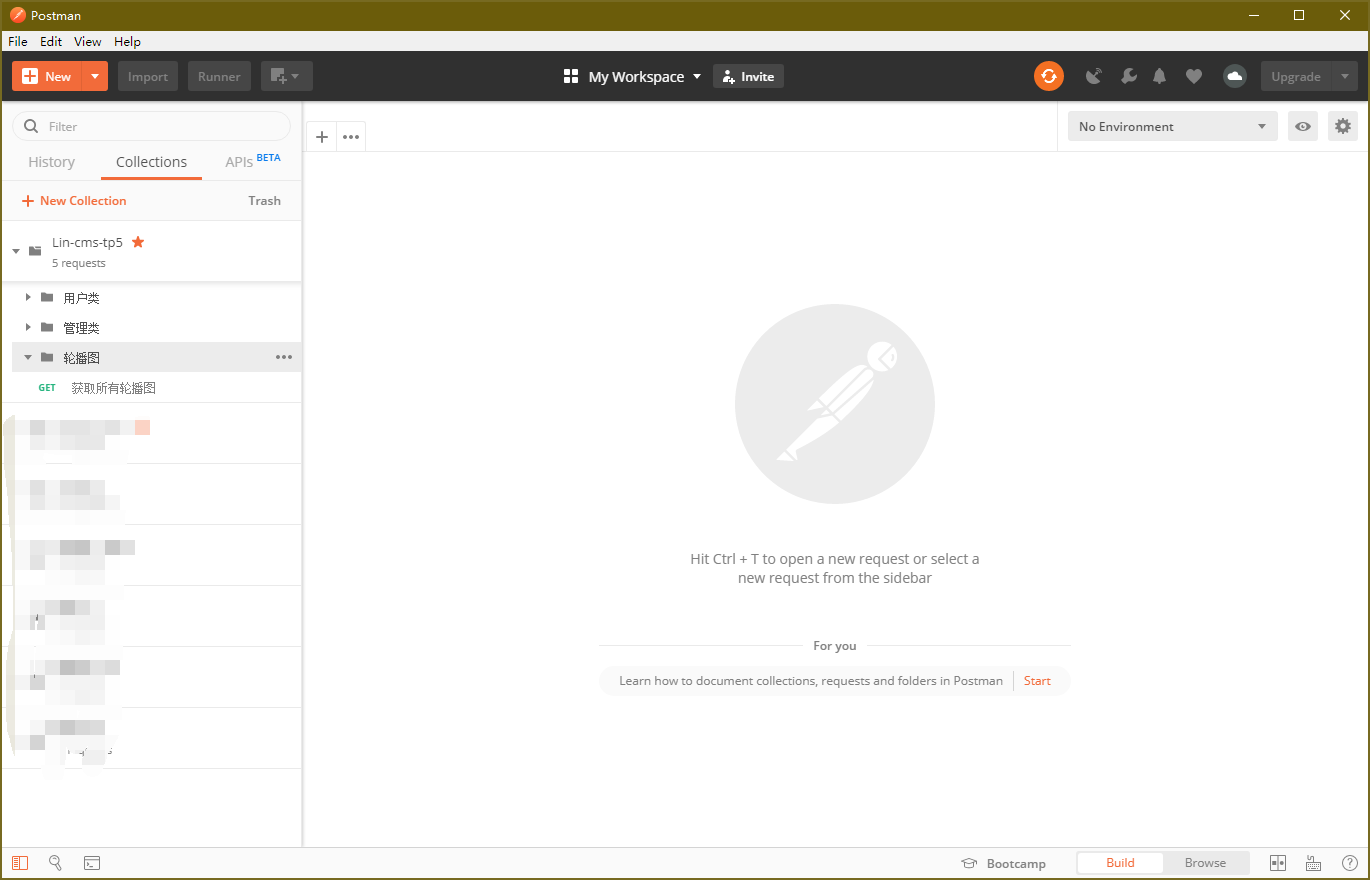 Postman
File Edit View Help
New Import Runner My Workspace Invite Upgrade
Filter
No Environment
History Collections APIs BETA
New Collection Trash
Lin-cms-tp5
5 requests
用户类
管理类
轮播图
GET 获取所有轮播图
Hit Ctrl + T to open a new request or select a
new request from the sidebar
For you
Learn how to document collections, requests and folders in Postman Start
Bootcamp Build Browse